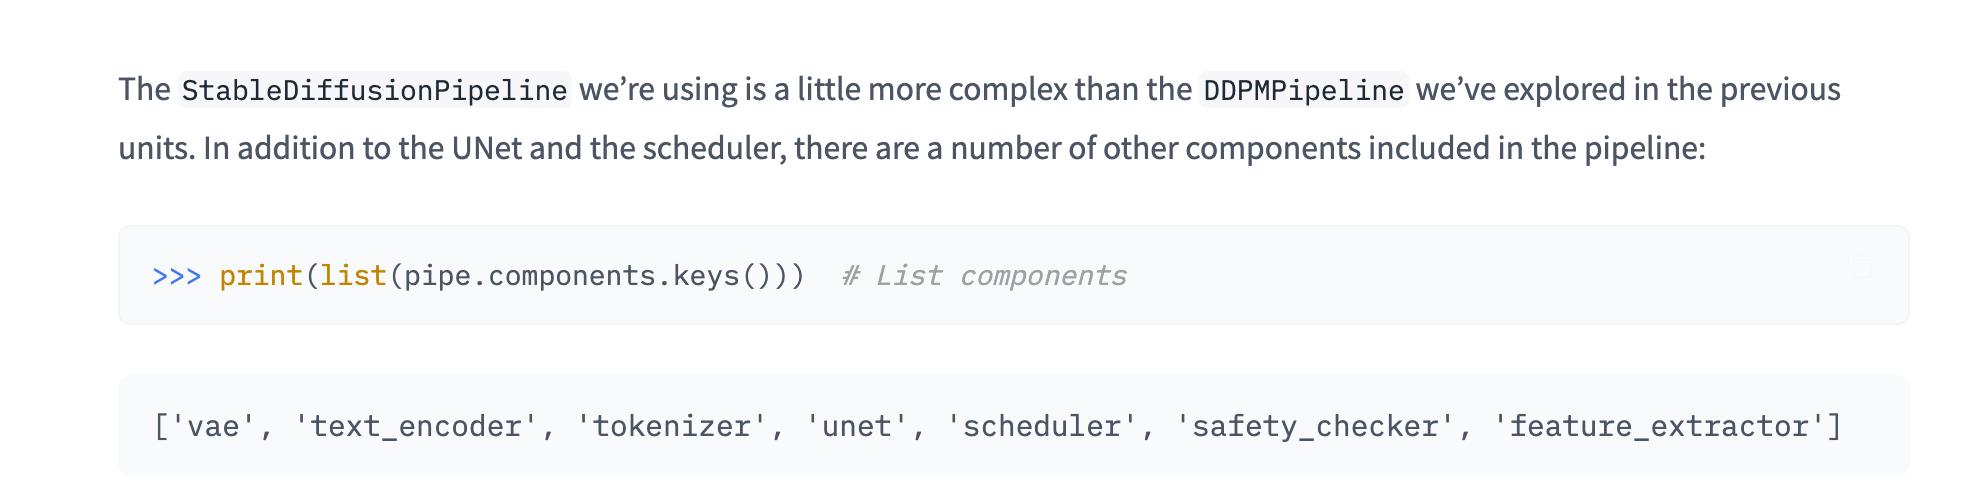 The StableDiffusionPipeline we’re using is a little more complex than the DDPMPipeline we’ve explored in the previous
units. In addition to the UNet and the scheduler, there are a number of other components included in the pipeline:
>>> print(list(pipe.components.keys()))  # List components
['vae', 'text_encoder', 'tokenizer', 'unet', 'scheduler', 'safety_checker', 'feature_extractor']